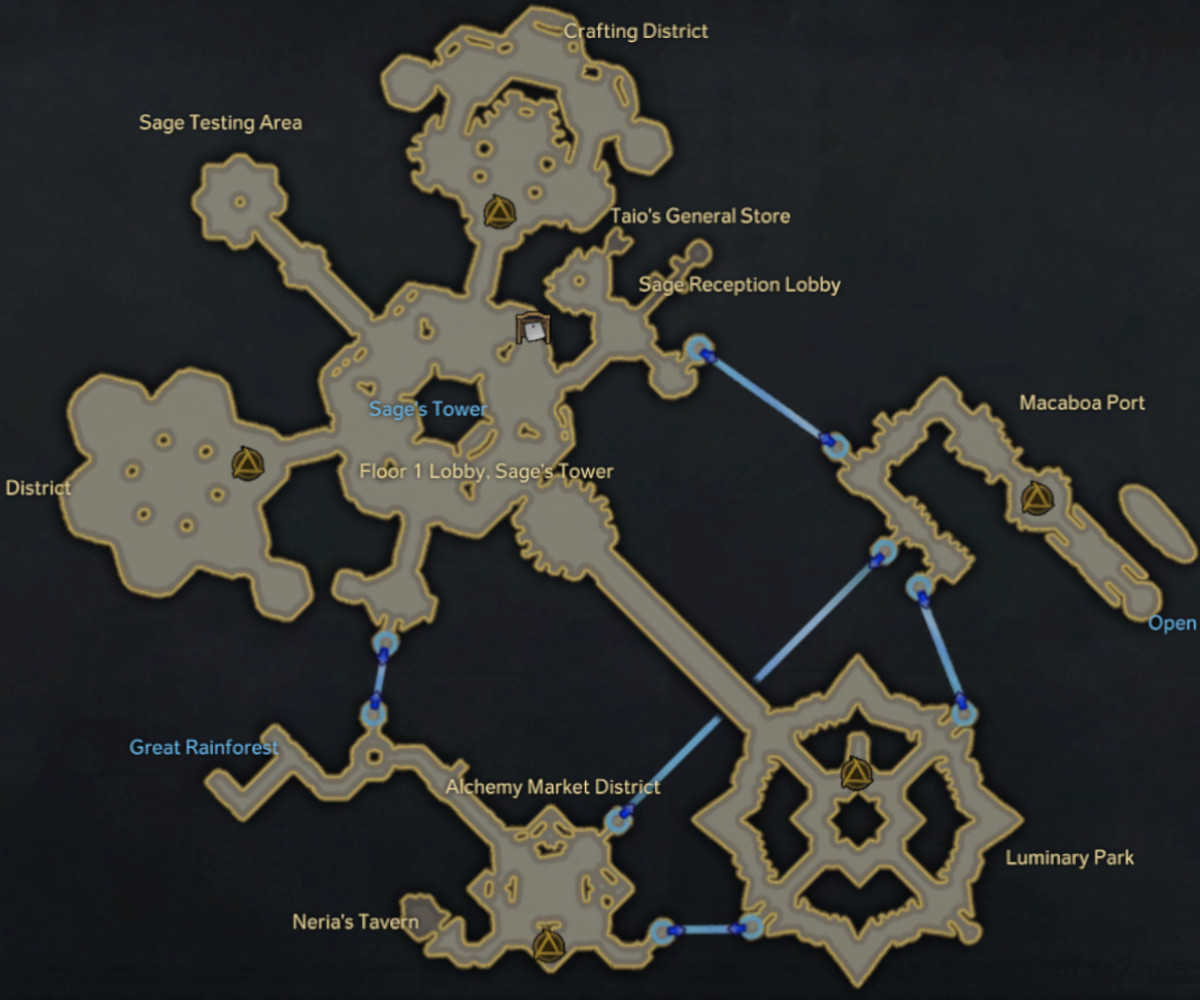 Crafting District
Sage Testing Area
Taio's General Store
Sage Reception Lobby
Macaboa Port
Sage's Tower
Floor 1 Lobby, Sage's Tower
District
Open
Great Rainforest
Alchemy Market District
Luminary Park
Neria's Tavern